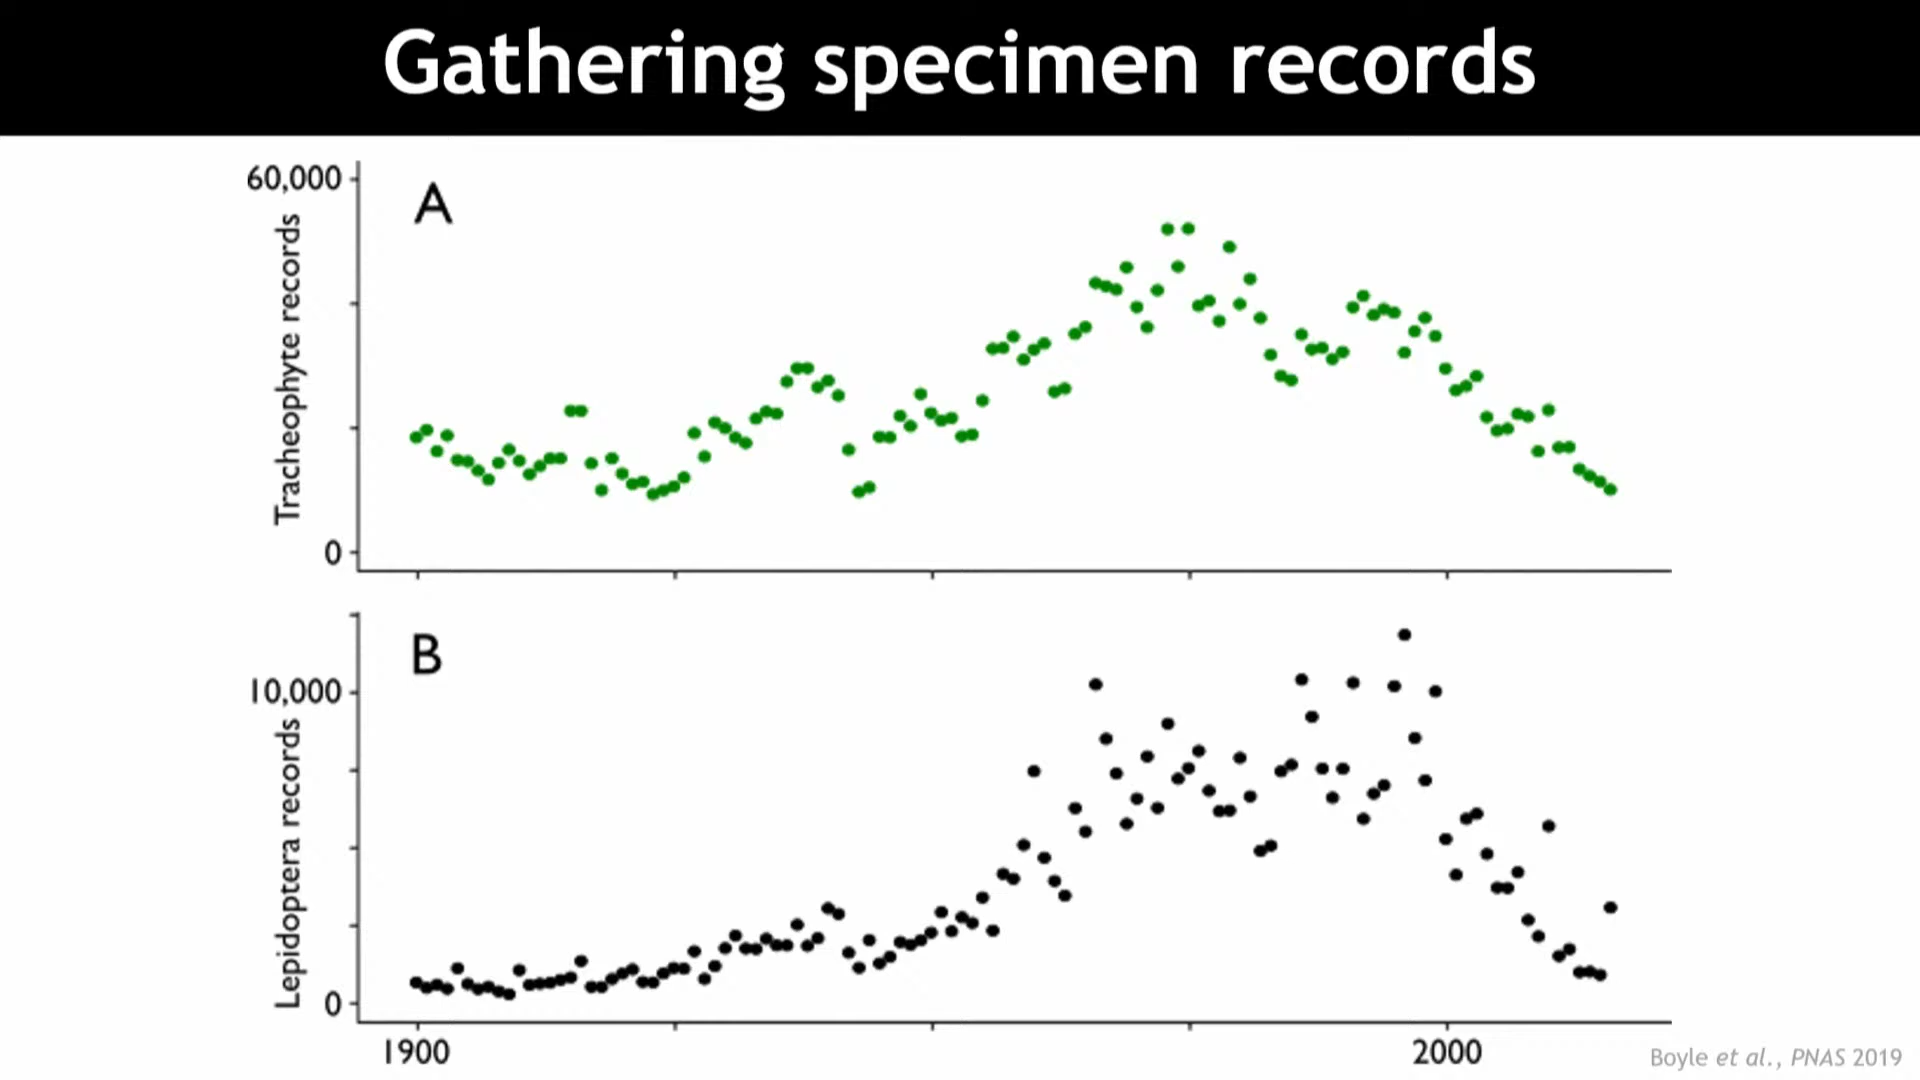 Gathering specimen records
60,000
A
Tracheophyte records
0
B
10,000
Lepidoptera records
0
1900
2000
Boyle et al., PNAS 2019